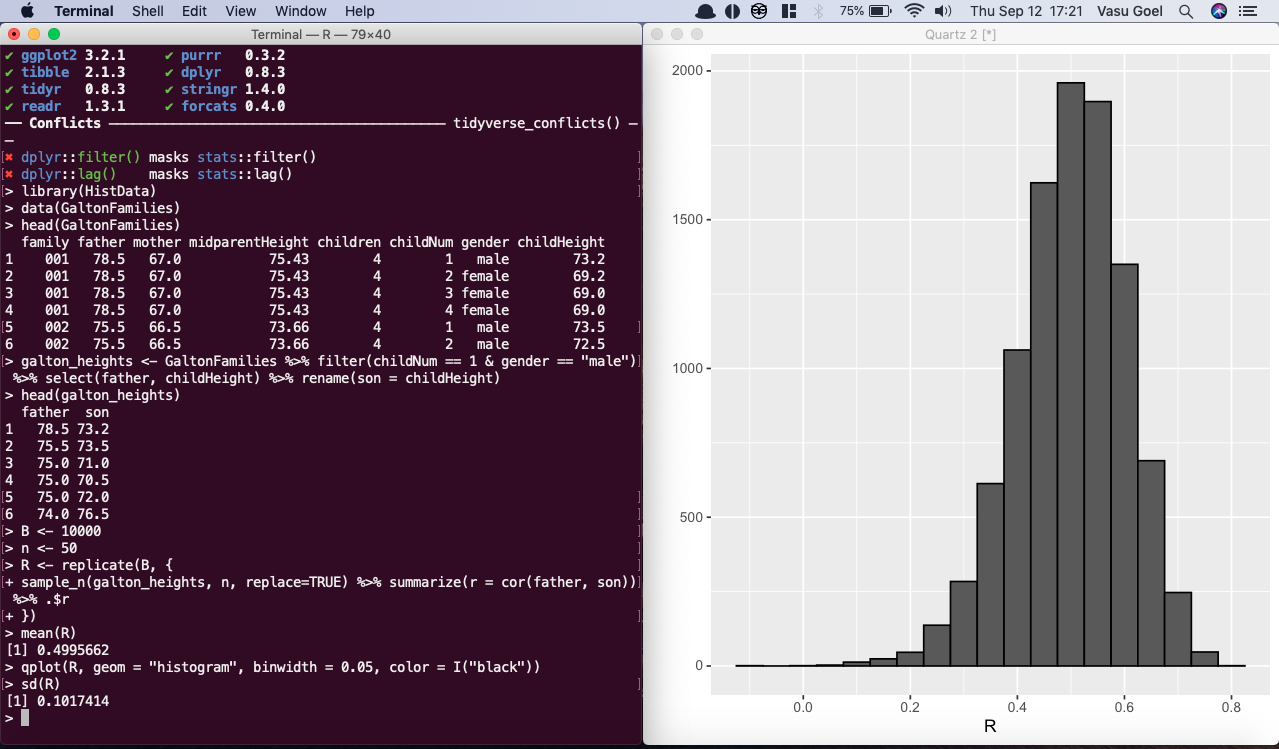 Terminal Shell Edit View Window Help 75% Thu Sep 12 17:21 Vasu Goel
Terminal — R — 79×40
✔ ggplot2 3.2.1     ✔ purrr   0.3.2
✔ tibble  2.1.3     ✔ dplyr   0.8.3
✔ tidyr   0.8.3     ✔ stringr 1.4.0
✔ readr   1.3.1     ✔ forcats 0.4.0
── Conflicts ────────────────────────────────────────── tidyverse_conflicts() ─
─
✖ dplyr::filter() masks stats::filter()
✖ dplyr::lag()    masks stats::lag()
> library(HistData)
> data(GaltonFamilies)
> head(GaltonFamilies)
  family father mother midparentHeight children childNum gender childHeight
1    001   78.5   67.0           75.43        4        1   male        73.2
2    001   78.5   67.0           75.43        4        2 female        69.2
3    001   78.5   67.0           75.43        4        3 female        69.0
4    001   78.5   67.0           75.43        4        4 female        69.0
5    002   75.5   66.5           73.66        4        1   male        73.5
6    002   75.5   66.5           73.66        4        2   male        72.5
> galton_heights <- GaltonFamilies %>% filter(childNum == 1 & gender == "male")
 %>% select(father, childHeight) %>% rename(son = childHeight)
> head(galton_heights)
  father  son
1   78.5 73.2
2   75.5 73.5
3   75.0 71.0
4   75.0 70.5
5   75.0 72.0
6   74.0 76.5
> B <- 10000
> n <- 50
> R <- replicate(B, {
+ sample_n(galton_heights, n, replace=TRUE) %>% summarize(r = cor(father, son))
 %>% .$r
+ })
> mean(R)
[1] 0.4995662
> qplot(R, geom = "histogram", binwidth = 0.05, color = I("black"))
> sd(R)
[1] 0.1017414
>
Quartz 2 [*]
2000
1500
1000
500
0
0.0 0.2 0.4 0.6 0.8
R